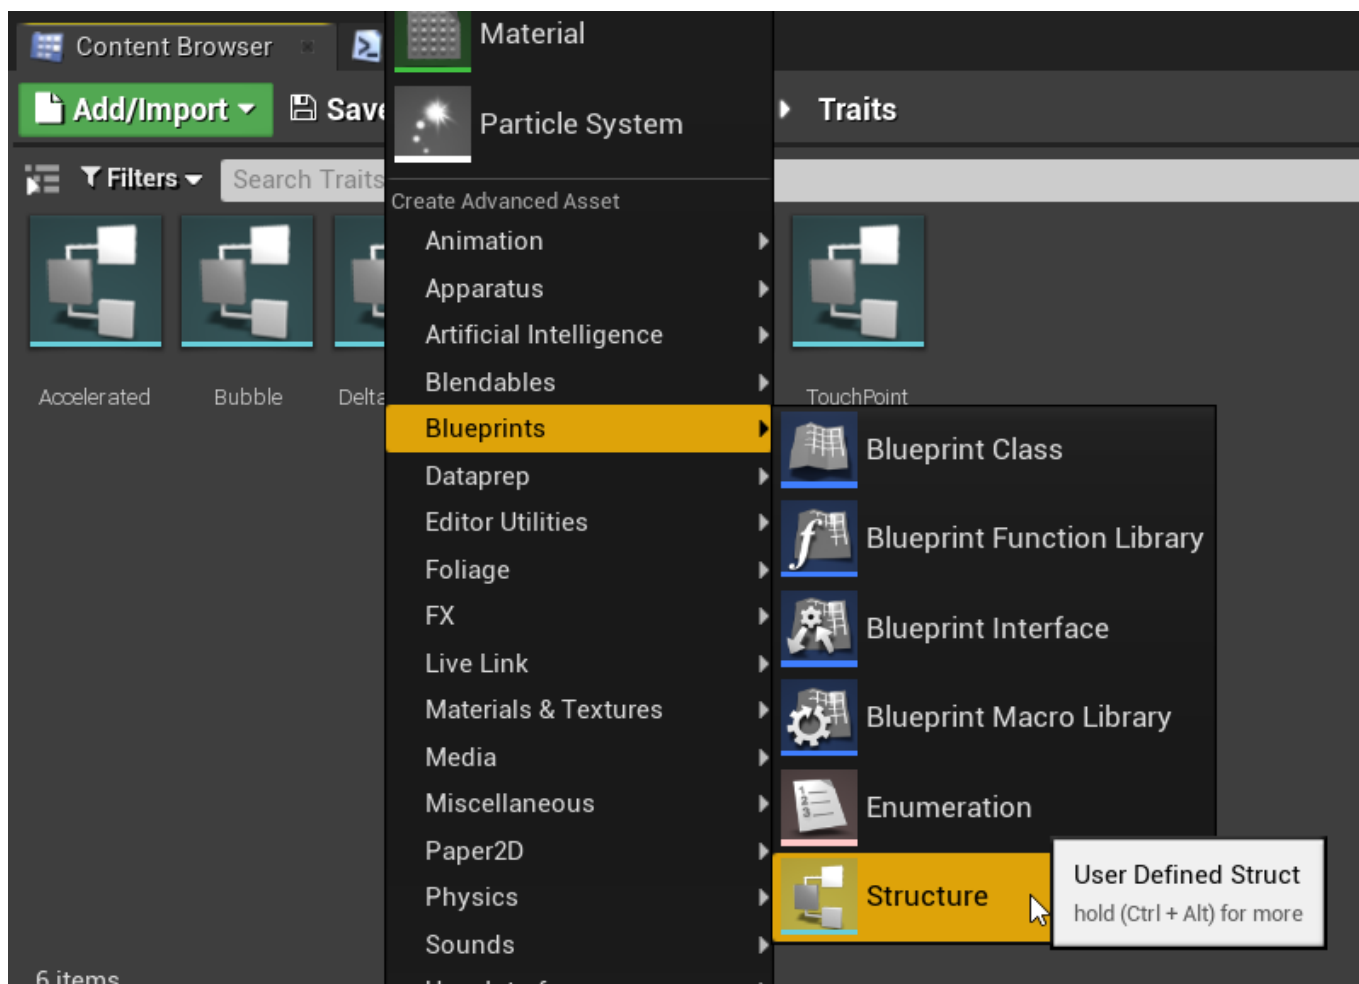 Content Browser
Add/Import
Save
Traits
Filters
Search Traits
Accelerated
Bubble
Delta
TouchPoint
6 items
Material
Particle System
Create Advanced Asset
Animation
Apparatus
Artificial Intelligence
Blendables
Blueprints
Dataprep
Editor Utilities
Foliage
FX
Live Link
Materials & Textures
Media
Miscellaneous
Paper2D
Physics
Sounds
Blueprint Class
Blueprint Function Library
Blueprint Interface
Blueprint Macro Library
Enumeration
Structure
User Defined Struct
hold (Ctrl + Alt) for more